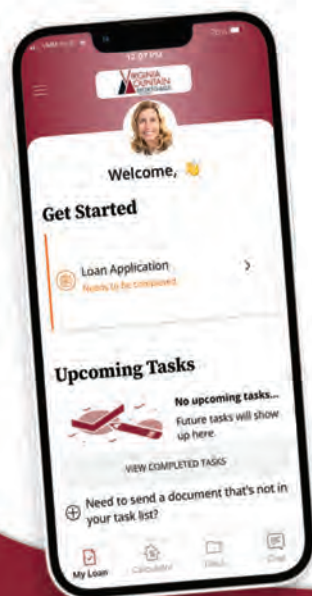 12:07 PM
VIRGINIA
MOUNTAIN
MORTGAGE
Welcome, 👋
Get Started
Loan Application
Needs to be completed
Upcoming Tasks
No upcoming tasks...
Future tasks will show
up here.
VIEW COMPLETED TASKS
Need to send a document that's not in
your task list?
My Loan
Calculator
Chat